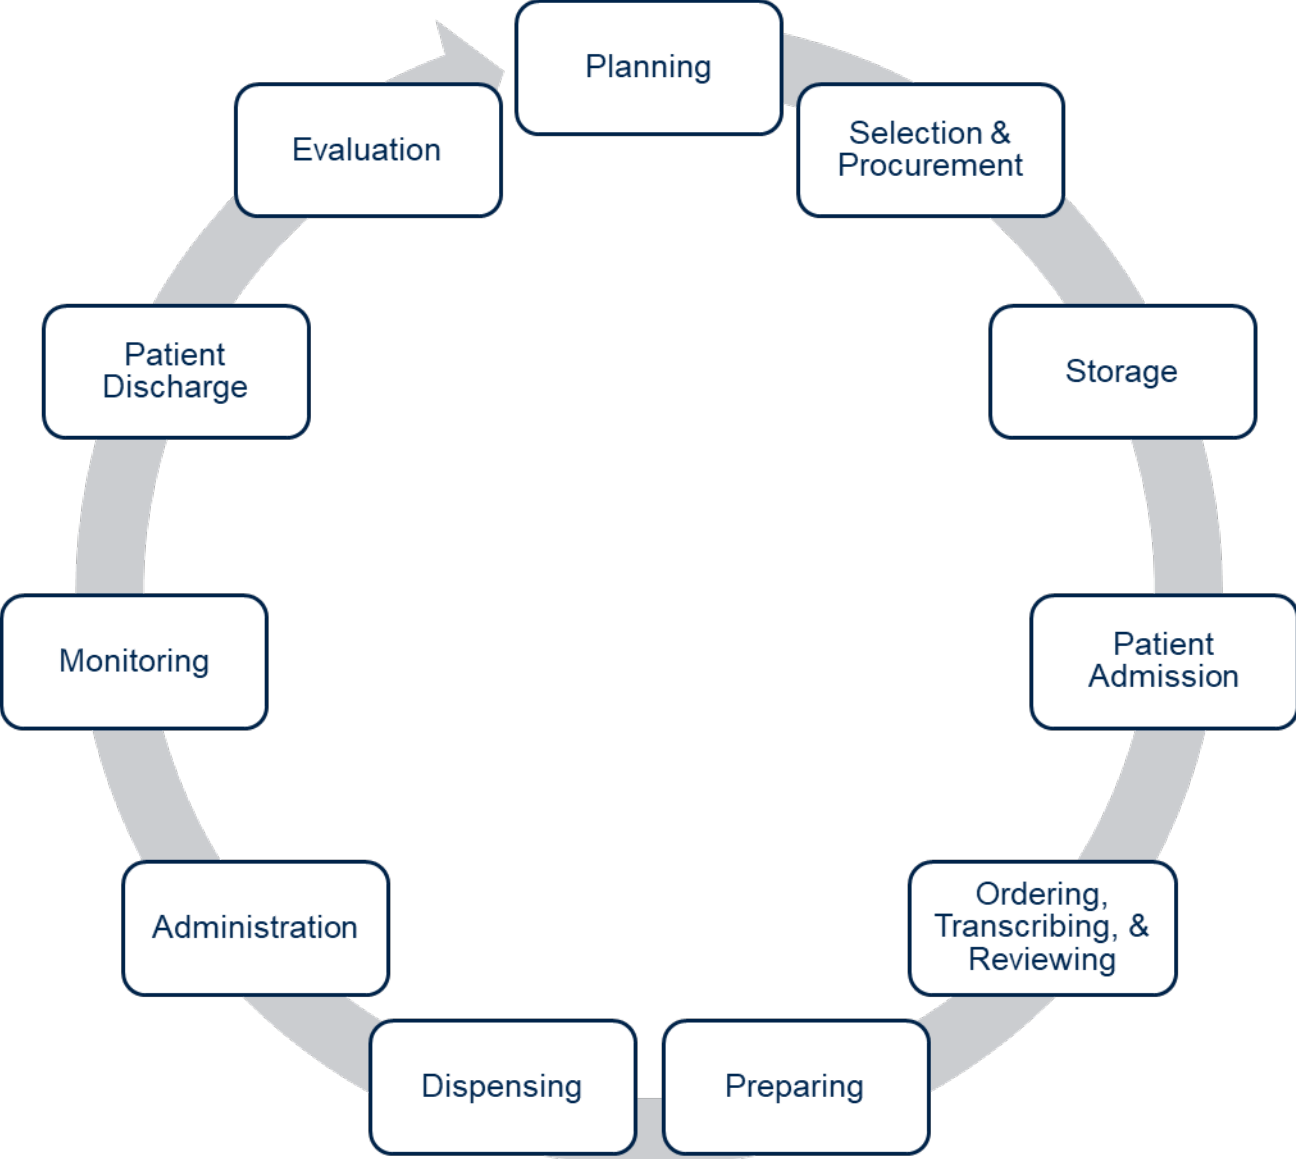 Planning
Selection &
Procurement
Storage
Patient
Admission
Ordering,
Transcribing, &
Reviewing
Preparing
Dispensing
Administration
Monitoring
Patient
Discharge
Evaluation